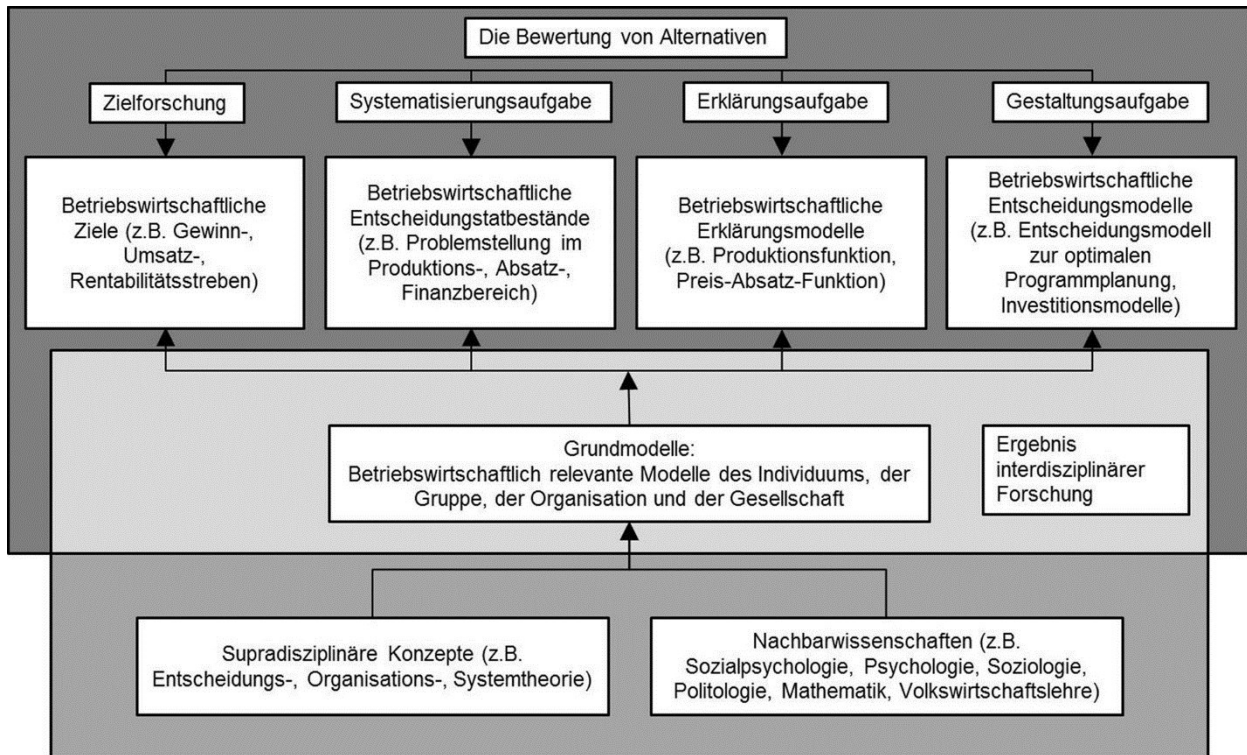 Die Bewertung von Alternativen
Zielforschung
Systematisierungsaufgabe
Erklärungsaufgabe
Gestaltungsaufgabe
Betriebswirtschaftliche
Ziele (z.B. Gewinn-,
Umsatz-,
Rentabilitätsstreben)
Betriebswirtschaftliche
Entscheidungstatbestände
(z.B. Problemstellung im
Produktions-, Absatz-,
Finanzbereich)
Betriebswirtschaftliche
Erklärungsmodelle
(z.B. Produktionsfunktion,
Preis-Absatz-Funktion)
Betriebswirtschaftliche
Entscheidungsmodelle
(z.B. Entscheidungsmodell
zur optimalen
Programmplanung,
Investitionsmodelle)
Grundmodelle:
Betriebswirtschaftlich relevante Modelle des Individuums, der
Gruppe, der Organisation und der Gesellschaft
Ergebnis
interdisziplinärer
Forschung
Supradisziplinäre Konzepte (z.B.
Entscheidungs-, Organisations-, Systemtheorie)
Nachbarwissenschaften (z.B.
Sozialpsychologie, Psychologie, Soziologie,
Politologie, Mathematik, Volkswirtschaftslehre)